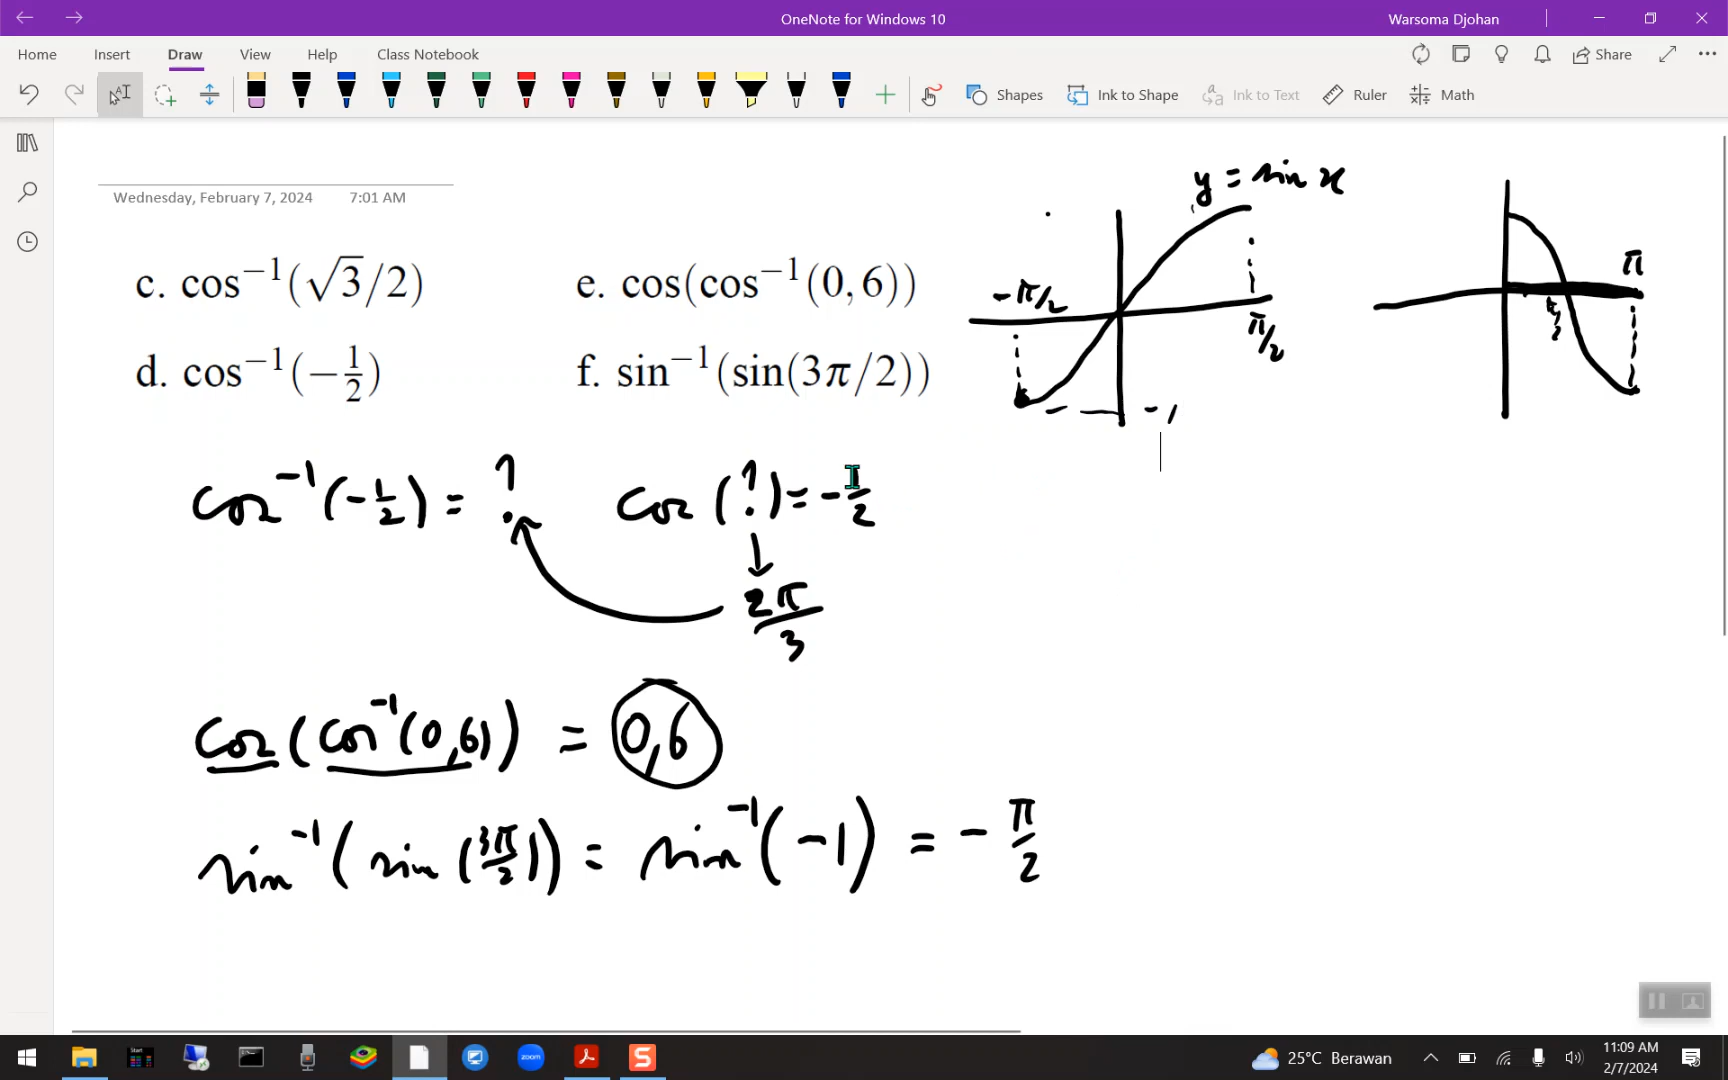 OneNote for Windows 10
Warsoma Djohan
Home Insert Draw View Help Class Notebook
Share
Shapes Ink to Shape Ink to Text Ruler Math
Wednesday, February 7, 2024 7:01 AM
c. cos⁻¹(√3/2)
e. cos(cos⁻¹(0,6))
d. cos⁻¹(−1/2)
f. sin⁻¹(sin(3π/2))
y = sin x
-π/2
π/2
-1
π
π/2
cos⁻¹(-1/2) = ?
cos(?) = -1/2
2π/3
cos(cos⁻¹(0,6)) = 0,6
sin⁻¹(sin(3π/2)) = sin⁻¹(-1) = -π/2
Start
zoom
S
25°C Berawan
11:09 AM
2/7/2024